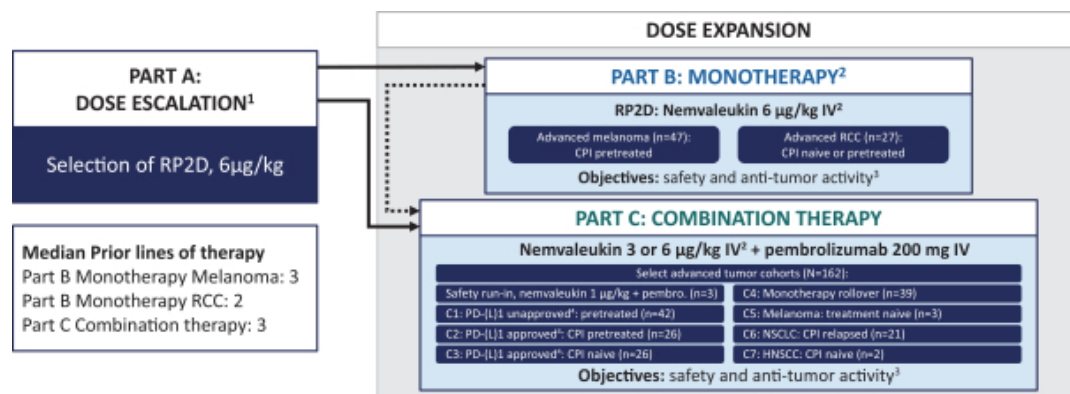 DOSE EXPANSION
PART A:
DOSE ESCALATION¹
Selection of RP2D, 6µg/kg
Median Prior lines of therapy
Part B Monotherapy Melanoma: 3
Part B Monotherapy RCC: 2
Part C Combination therapy: 3
PART B: MONOTHERAPY²
RP2D: Nemvaleukin 6 µg/kg IV²
Advanced melanoma (n=47):
CPI pretreated
Advanced RCC (n=27):
CPI naive or pretreated
Objectives: safety and anti-tumor activity³
PART C: COMBINATION THERAPY
Nemvaleukin 3 or 6 µg/kg IV² + pembrolizumab 200 mg IV
Select advanced tumor cohorts (N=162):
Safety run-in, nemvaleukin 1 µg/kg + pembro. (n=3)
C1: PD-(L)1 unapproved⁴: pretreated (n=42)
C2: PD-(L)1 approved⁴: CPI pretreated (n=26)
C3: PD-(L)1 approved⁴: CPI naive (n=26)
C4: Monotherapy rollover (n=39)
C5: Melanoma: treatment naive (n=3)
C6: NSCLC: CPI relapsed (n=21)
C7: HNSCC: CPI naive (n=2)
Objectives: safety and anti-tumor activity³